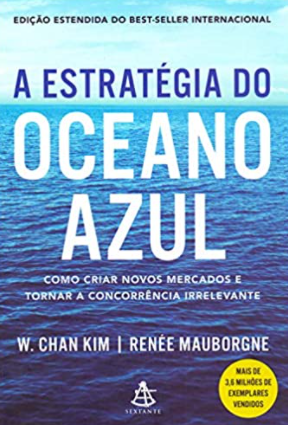 EDIÇÃO ESTENDIDA DO BEST-SELLER INTERNACIONAL
A ESTRATÉGIA DO
OCEANO
AZUL
COMO CRIAR NOVOS MERCADOS E
TORNAR A CONCORRÊNCIA IRRELEVANTE
W. CHAN KIM | RENÉE MAUBORGNE
MAIS DE
3,6 MILHÕES DE
EXEMPLARES
VENDIDOS
SEXTANTE